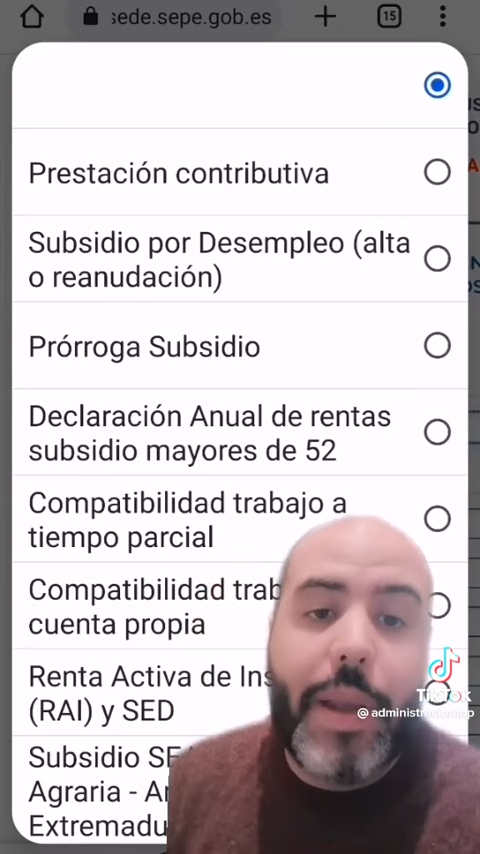 sede.sepe.gob.es
15
Prestación contributiva
Subsidio por Desempleo (alta
o reanudación)
Prórroga Subsidio
Declaración Anual de rentas
subsidio mayores de 52
Compatibilidad trabajo a
tiempo parcial
Compatibilidad trab
cuenta propia
Renta Activa de Ins
(RAI) y SED
TikTok
Subsidio SE
Agraria - A
Extremadu